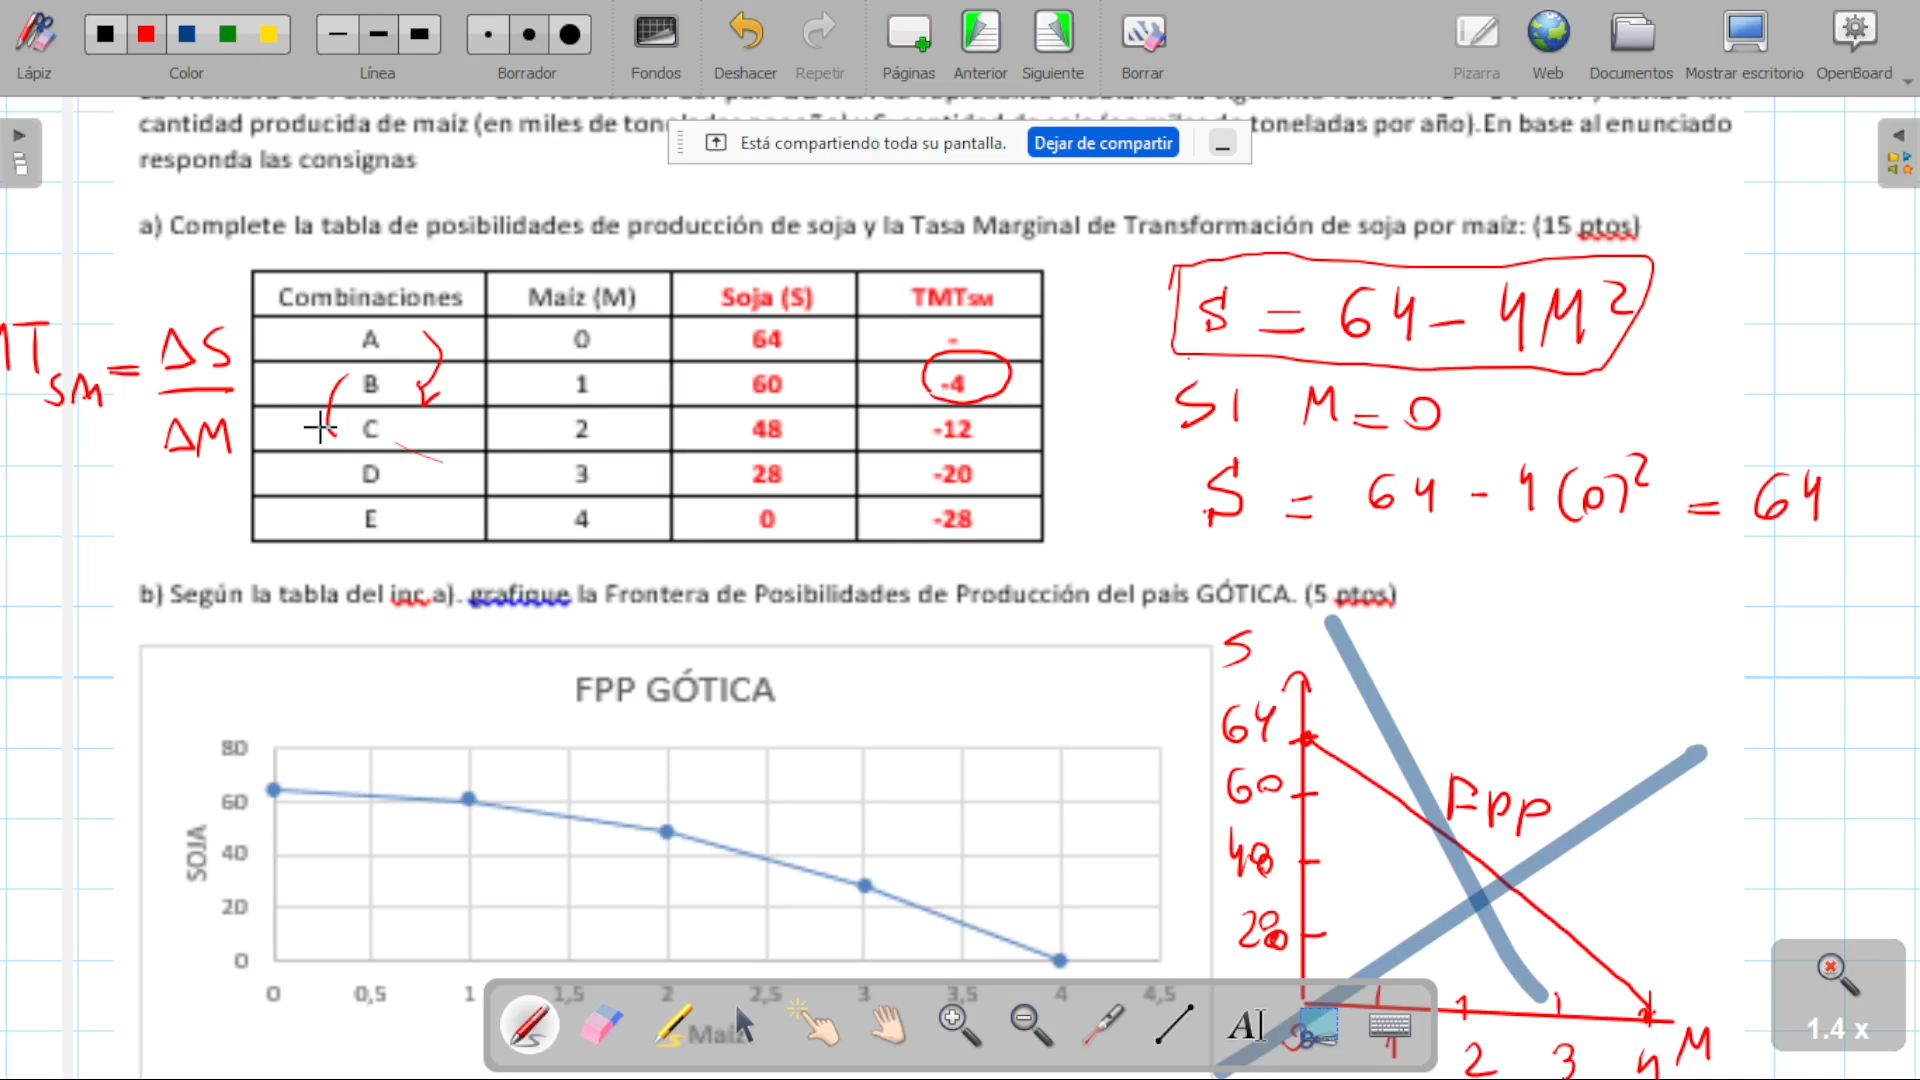 Lápiz
Color
Línea
Borrador
Fondos
Deshacer
Repetir
Páginas
Anterior
Siguiente
Borrar
Pizarra
Web
Documentos
Mostrar escritorio
OpenBoard
cantidad producida de maíz (en miles de toneladas por año) y S
toneladas por año). En base al enunciado
responda las consignas
Está compartiendo toda su pantalla.
Dejar de compartir
a) Complete la tabla de posibilidades de producción de soja y la Tasa Marginal de Transformación de soja por maíz: (15 ptos)
Combinaciones Maíz (M) Soja (S) TMTSM
A 0 64 -
B 1 60 -4
C 2 48 -12
D 3 28 -20
E 4 0 -28
MT SM = ΔS
ΔM
S = 64 - 4M²
SI M = 0
S = 64 - 4(0)² = 64
b) Según la tabla del inc a). grafique la Frontera de Posibilidades de Producción del país GÓTICA. (5 ptos)
FPP GÓTICA
80
60
40
20
0
SOJA
0 0,5 1 1,5 2 2,5 3 3,5 4 4,5
Maíz
S
64
60
48
28
FPP
1 2 3 4 M
AI
1.4 x